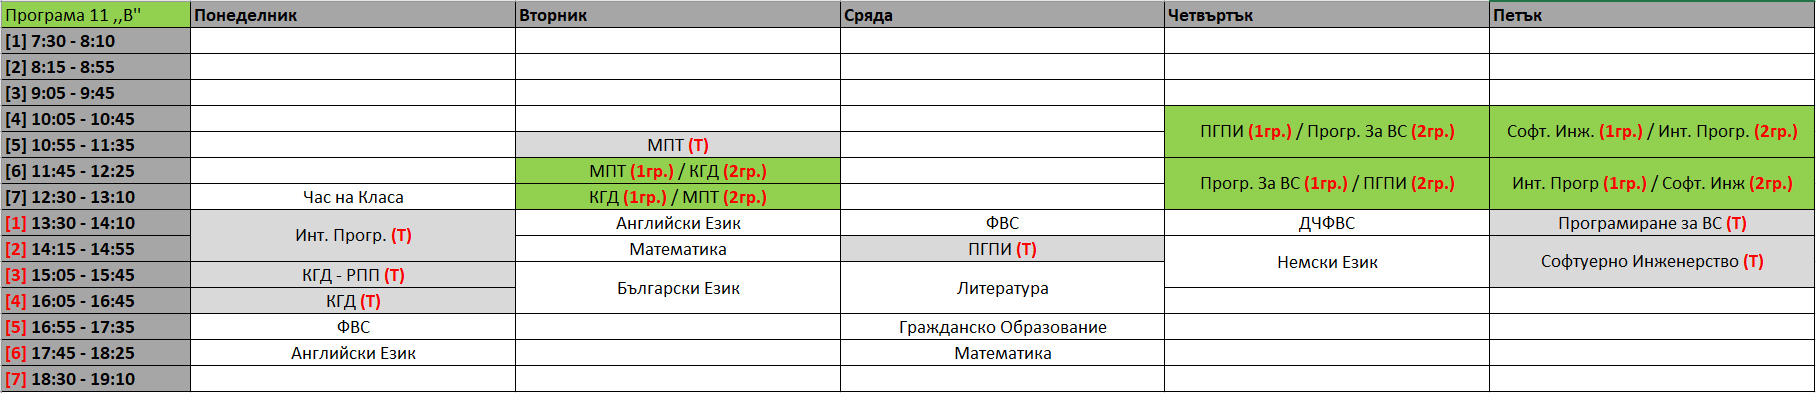 Програма 11 ,,В" Понеделник Вторник Сряда Четвъртък Петък
[1] 7:30 - 8:10
[2] 8:15 - 8:55
[3] 9:05 - 9:45
[4] 10:05 - 10:45
ПГПИ (1гр.) / Прогр. За ВС (2гр.) Софт. Инж. (1гр.) / Инт. Прогр. (2гр.)
[5] 10:55 - 11:35 МПТ (Т)
[6] 11:45 - 12:25 МПТ (1гр.) / КГД (2гр.)
Прогр. За ВС (1гр.) / ПГПИ (2гр.) Инт. Прогр (1гр.) / Софт. Инж (2гр.)
[7] 12:30 - 13:10 Час на Класа КГД (1гр.) / МПТ (2гр.)
[1] 13:30 - 14:10 Английски Език ФВС ДЧФВС Програмиране за ВС (Т)
Инт. Прогр. (Т)
[2] 14:15 - 14:55 Математика ПГПИ (Т)
Немски Език Софтуерно Инженерство (Т)
[3] 15:05 - 15:45 КГД - РПП (Т)
Български Език Литература
[4] 16:05 - 16:45 КГД (Т)
[5] 16:55 - 17:35 ФВС Гражданско Образование
[6] 17:45 - 18:25 Английски Език Математика
[7] 18:30 - 19:10